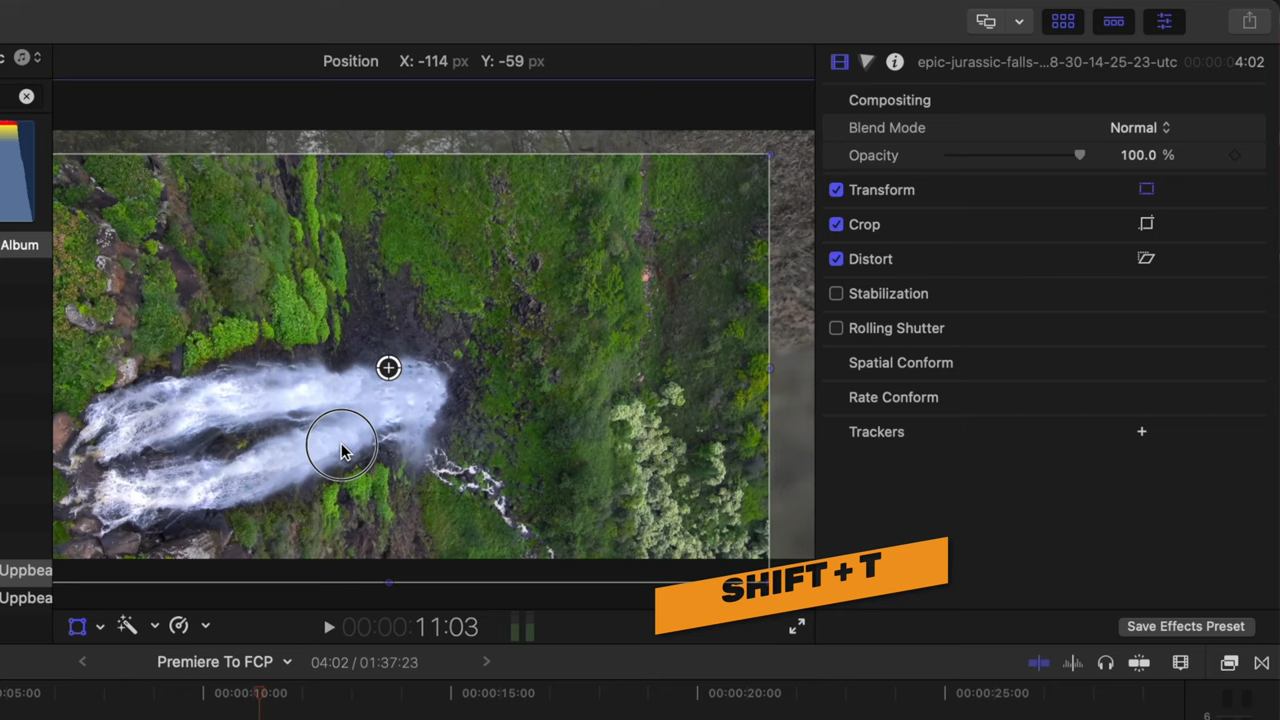 Position X: -114 px Y: -59 px
epic-jurassic-falls-...8-30-14-25-23-utc 00:00:04:02
Compositing
Blend Mode Normal
Opacity 100.0 %
Transform
Crop
Album
Distort
Stabilization
Rolling Shutter
Spatial Conform
Rate Conform
Trackers +
SHIFT + T
Uppbea
Uppbea
00:00:11:03
Save Effects Preset
Premiere To FCP 04:02 / 01:37:23
0:05:00 00:00:10:00 00:00:15:00 00:00:20:00 00:00:25:00
6